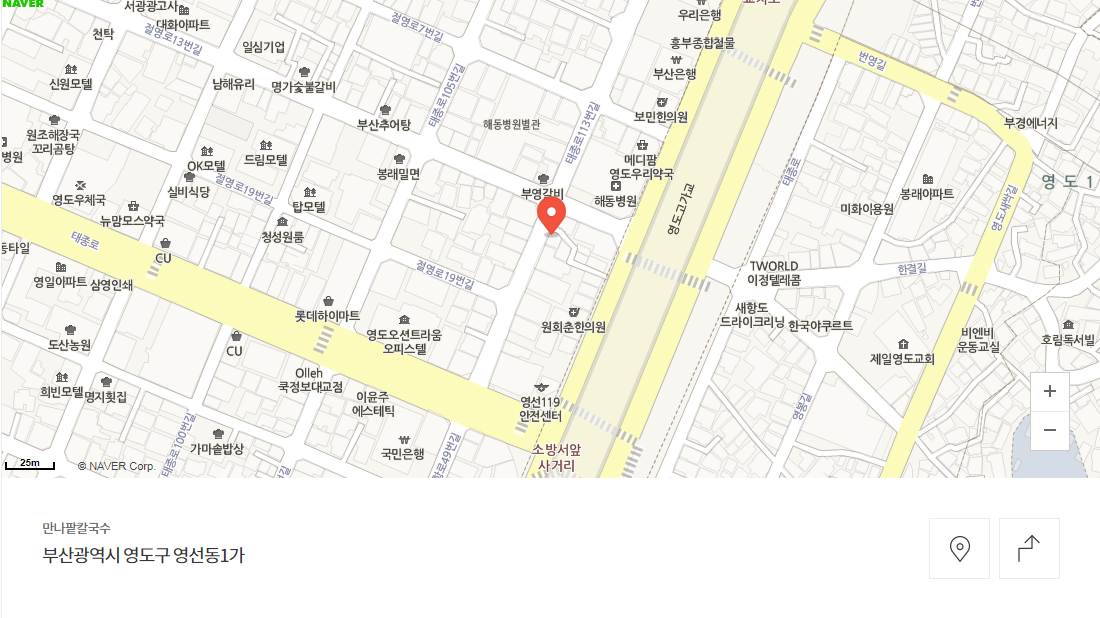 NAVER
서광광고사
대화아파트
천탁
절영로13번길
절영로7번길
일심기업
우리은행
흥부종합철물
부산은행
번영길
신원모텔
남해유리
명가숯불갈비
태종로105번길
부산추어탕
해동병원별관
태종로113번길
보민한의원
부경에너지
원조해장국
꼬리곰탕
병원
OK모텔
드림모텔
봉래밀면
메디팜
영도우리약국
태종로
영도 1
영도우체국
실비식당
절영로19번길
부영갈비
해동병원
봉래아파트
뉴맘모스약국
탑모텔
영도고가교
미화이용원
영도새싹길
청성원룸
태종로
동타일
CU
영일아파트
삼영인쇄
절영로19번길
TWORLD
이정텔레콤
한결길
롯데하이마트
새항도
드라이크리닝
한국야쿠르트
원회춘한의원
도산농원
영도오션트라움
오피스텔
비엔비
운동교실
호림독서빌
CU
제일영도교회
Olleh
쿡정보대교점
희빈모텔
명지횟집
이윤주
에스테틱
영선119
안전센터
영봉길
+
태종로100번길
가마솥밥상
국민은행
항로49번길
소방서앞
사거리
−
25m
© NAVER Corp.
만나팥칼국수
부산광역시 영도구 영선동1가